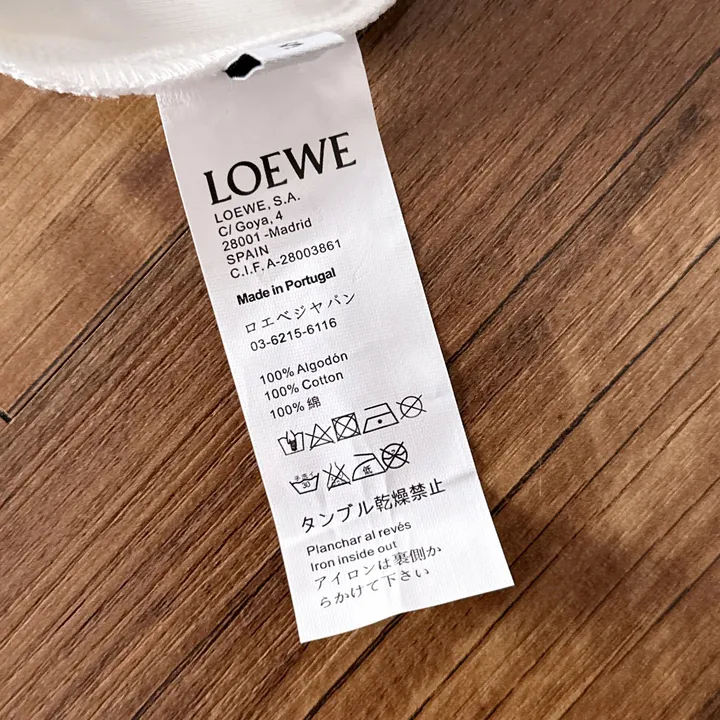 S
LOEWE
LOEWE, S.A.
C/ Goya, 4
28001 -Madrid
SPAIN
C.I.F. A-28003861
Made in Portugal
ロエベジャパン
03-6215-6116
100% Algodón
100% Cotton
100% 綿
30
低
タンブル乾燥禁止
Planchar al revés
Iron inside out
アイロンは裏側か
らかけて下さい